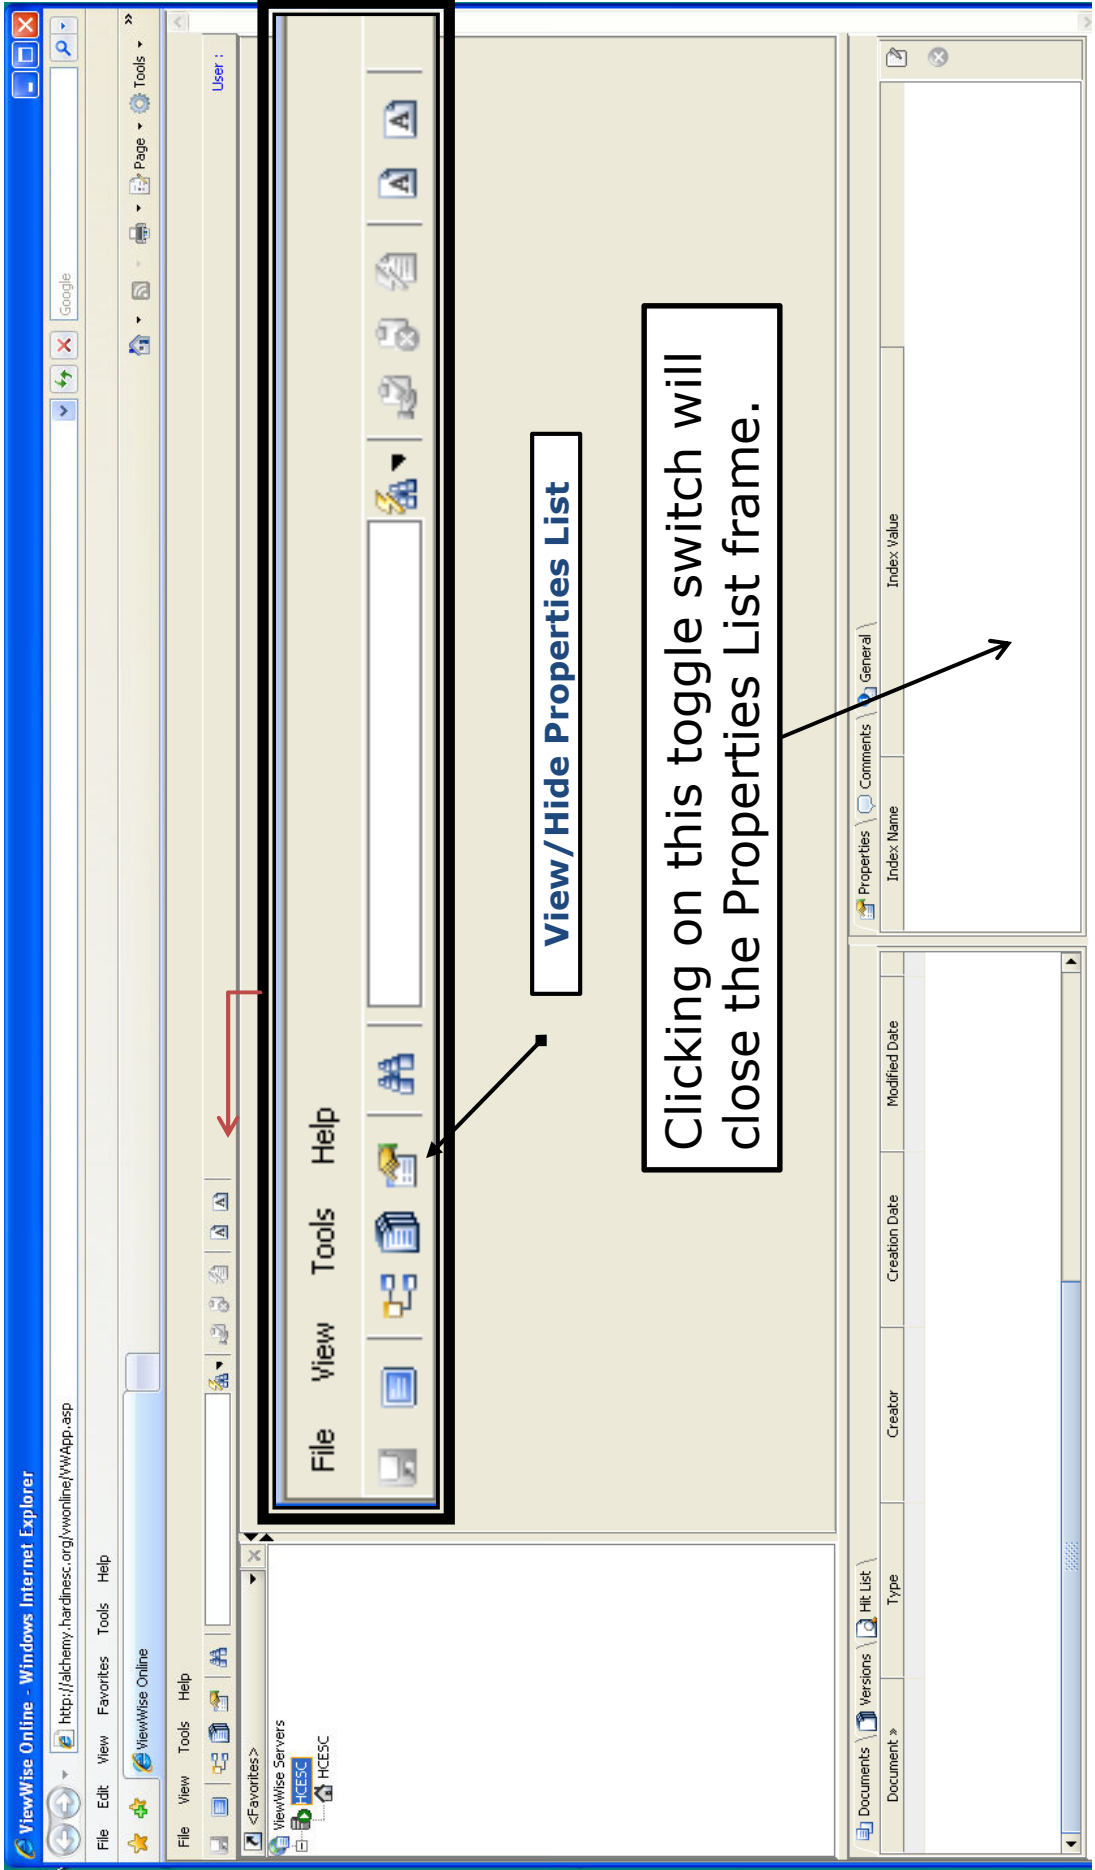 ViewWise Online - Windows Internet Explorer
http://alchemy.hardinesc.org/vwonline/VWApp.asp
Google
File Edit View Favorites Tools Help
ViewWise Online
Page Tools
File View Tools Help
User :
<Favorites>
ViewWise Servers
HCESC
HCESC
File View Tools Help
View/Hide Properties List
Clicking on this toggle switch will
close the Properties List frame.
Documents Versions Hit List
Document » Type Creator Creation Date Modified Date
Properties Comments General
Index Name Index Value